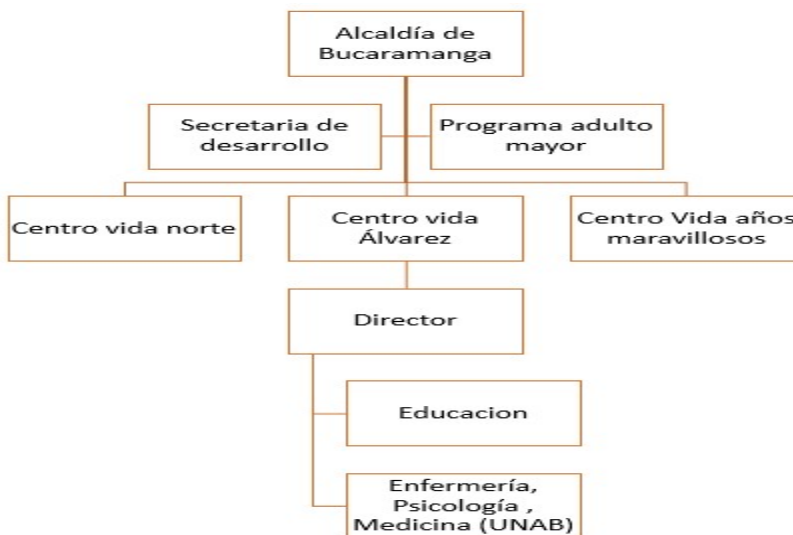 Alcaldía de
Bucaramanga
Secretaria de
desarrollo
Programa adulto
mayor
Centro vida norte
Centro vida
Álvarez
Centro Vida años
maravillosos
Director
Educacion
Enfermería,
Psicología ,
Medicina (UNAB)